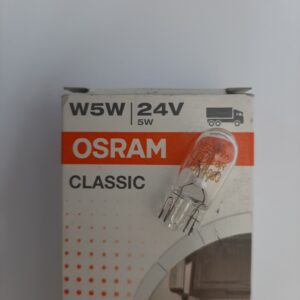 W5W | 24V
5W
OSRAM
CLASSIC